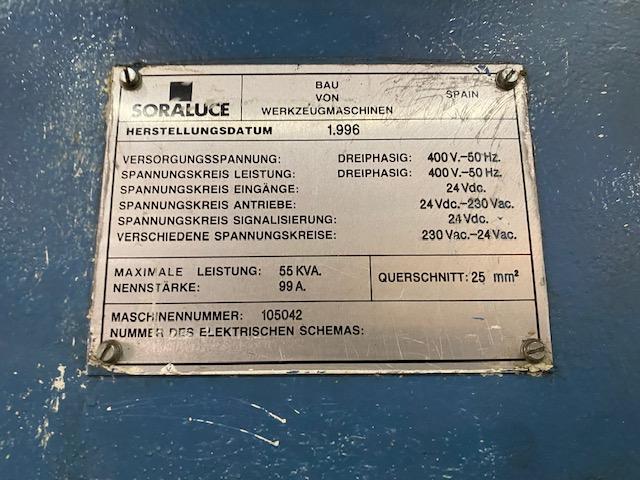 SORALUCE
BAU
VON
WERKZEUGMASCHINEN
SPAIN
HERSTELLUNGSDATUM 1.996
VERSORGUNGSSPANNUNG: DREIPHASIG: 400 V.-50 Hz.
SPANNUNGSKREIS LEISTUNG: DREIPHASIG: 400 V.-50 Hz.
SPANNUNGSKREIS EINGÄNGE: 24 Vdc.
SPANNUNGSKREIS ANTRIEBE: 24 Vdc.-230 Vac.
SPANNUNGSKREIS SIGNALISIERUNG: 24 Vdc.
VERSCHIEDENE SPANNUNGSKREISE: 230 Vac.-24 Vac.
MAXIMALE LEISTUNG: 55 KVA.
NENNSTÄRKE: 99 A.
QUERSCHNITT: 25 mm²
MASCHINENNUMMER: 105042
NUMMER DES ELEKTRISCHEN SCHEMAS: